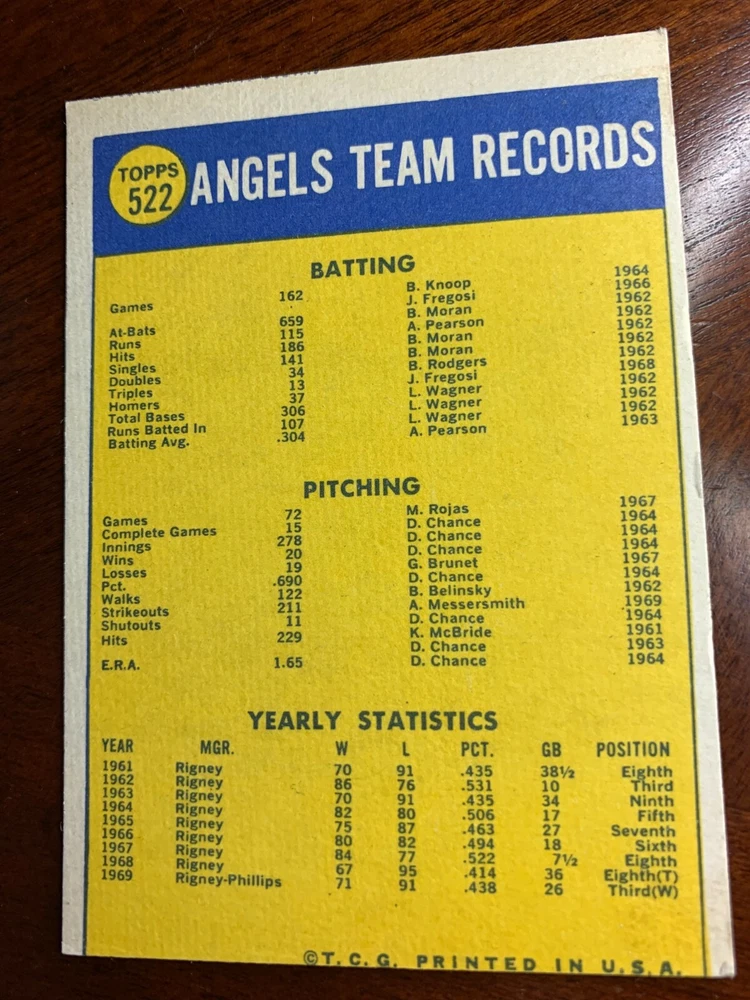 TOPPS
522
ANGELS TEAM RECORDS
BATTING
Games 162 B. Knoop 1964
J. Fregosi 1966
At-Bats 659 B. Moran 1962
Runs 115 A. Pearson 1962
Hits 186 B. Moran 1962
Singles 141 B. Moran 1962
Doubles 34 B. Rodgers 1962
Triples 13 J. Fregosi 1968
Homers 37 L. Wagner 1962
Total Bases 306 L. Wagner 1962
Runs Batted In 107 L. Wagner 1962
Batting Avg. .304 A. Pearson 1963
PITCHING
Games 72 M. Rojas 1967
Complete Games 15 D. Chance 1964
Innings 278 D. Chance 1964
Wins 20 D. Chance 1964
Losses 19 G. Brunet 1967
Pct. .690 D. Chance 1964
Walks 122 B. Belinsky 1962
Strikeouts 211 A. Messersmith 1969
Shutouts 11 D. Chance 1964
Hits 229 K. McBride 1961
D. Chance 1963
E.R.A. 1.65 D. Chance 1964
YEARLY STATISTICS
YEAR MGR. W L PCT. GB POSITION
1961 Rigney 70 91 .435 38½ Eighth
1962 Rigney 86 76 .531 10 Third
1963 Rigney 70 91 .435 34 Ninth
1964 Rigney 82 80 .506 17 Fifth
1965 Rigney 75 87 .463 27 Seventh
1966 Rigney 80 82 .494 18 Sixth
1967 Rigney 84 77 .522 7½ Eighth
1968 Rigney 67 95 .414 36 Eighth(T)
1969 Rigney-Phillips 71 91 .438 26 Third(W)
©T. C. G. PRINTED IN U.S.A.